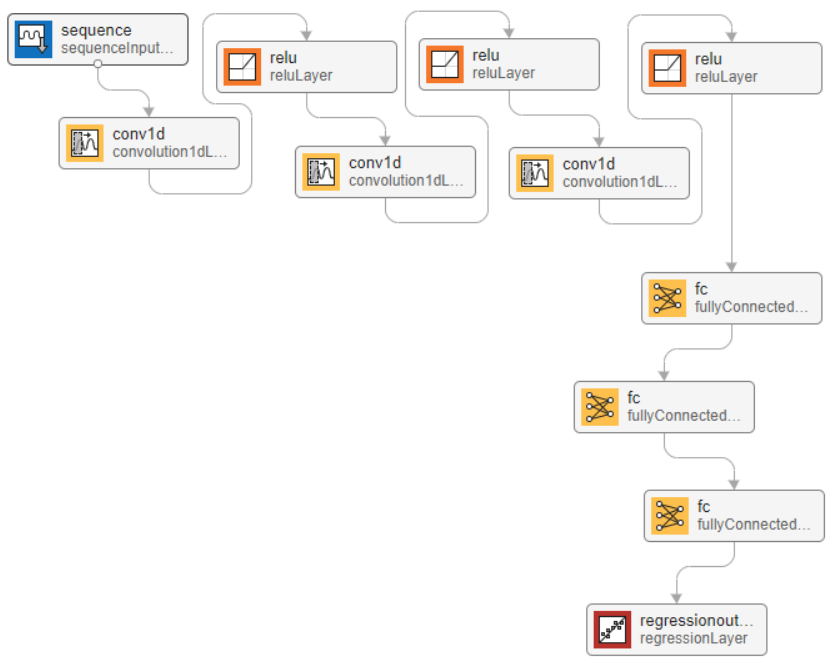 sequence
sequenceInput...
conv1d
convolution1dL...
relu
reluLayer
conv1d
convolution1dL...
relu
reluLayer
conv1d
convolution1dL...
relu
reluLayer
fc
fullyConnected...
fc
fullyConnected...
fc
fullyConnected...
regressionout...
regressionLayer